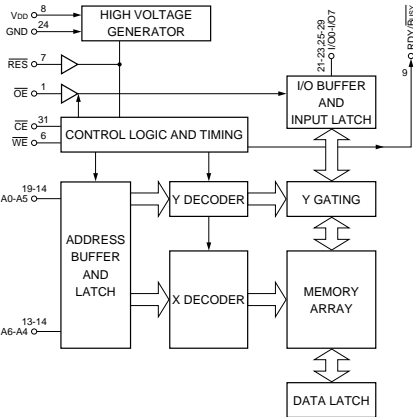 VDD 8
GND 24
HIGH VOLTAGE
GENERATOR
RES 7
OE 1
CE 31
WE 6
CONTROL LOGIC AND TIMING
21-23,25-29
I/O0-I/O7
RDY/BUSY
9
I/O BUFFER
AND
INPUT LATCH
19-14
A0-A5
ADDRESS
BUFFER
AND
LATCH
Y DECODER
Y GATING
X DECODER
MEMORY
ARRAY
13-14
A6-A4
DATA LATCH